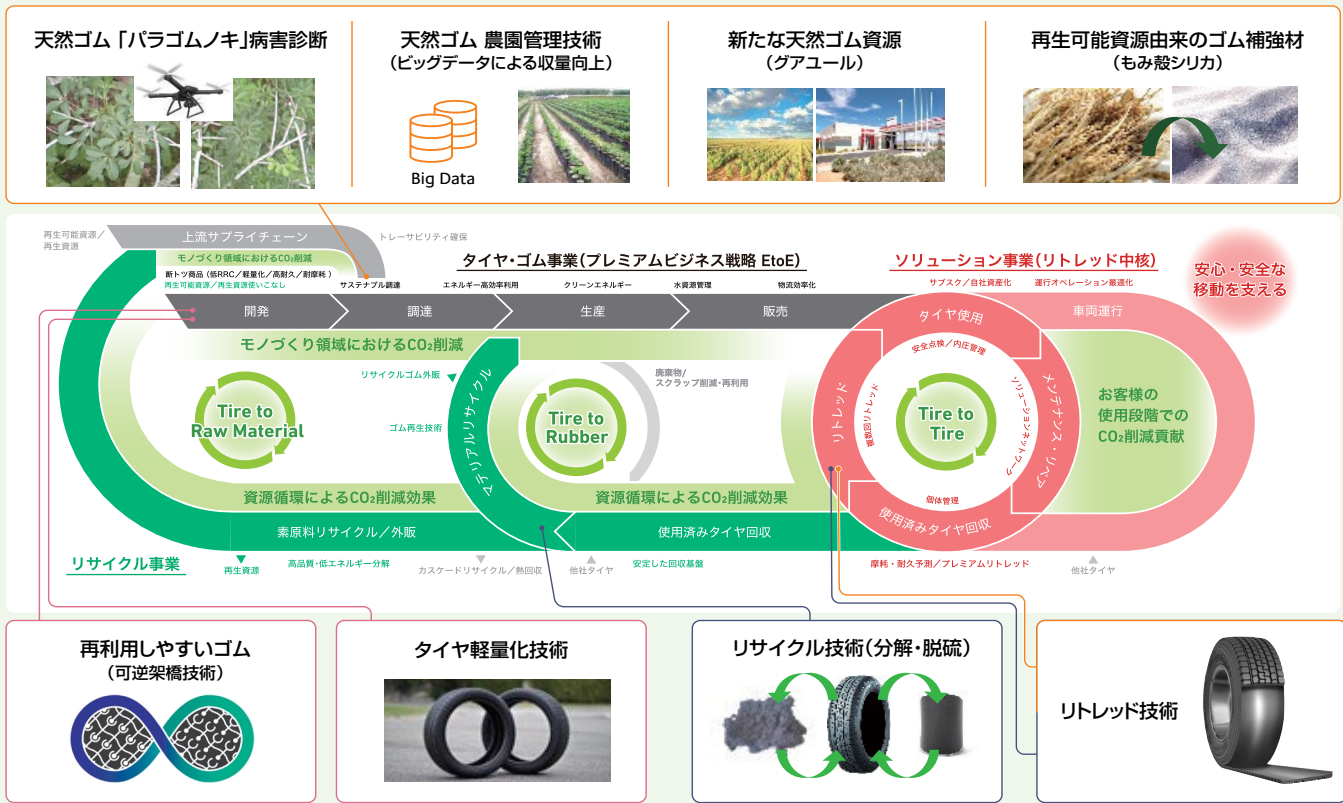 天然ゴム 「パラゴムノキ」病害診断
天然ゴム 農園管理技術
(ビッグデータによる収量向上)
Big Data
新たな天然ゴム資源
(グアユール)
再生可能資源由来のゴム補強材
(もみ殻シリカ)
再生可能資源/
再生資源
上流サプライチェーン
トレーサビリティ確保
モノづくり領域におけるCO₂削減
断トツ商品(低RRC/軽量化/高耐久/耐摩耗)
再生可能資源/再生資源使いこなし
サステナブル調達
タイヤ・ゴム事業(プレミアムビジネス戦略 EtoE)
エネルギー高効率利用
クリーンエネルギー
水資源管理
物流効率化
ソリューション事業(リトレッド中核)
サブスク/自社資産化
運行オペレーション最適化
安心・安全な
移動を支える
開発
調達
生産
販売
タイヤ使用
車両運行
モノづくり領域におけるCO₂削減
安全点検/内圧管理
リサイクルゴム外販
廃棄物/
スクラップ削減・再利用
マテリアルリサイクル
ゴム再生技術
Tire to
Raw Material
Tire to
Rubber
リトレッド
複数回リトレッド
Tire to
Tire
ソリューションネットワーク
メンテナンス・リペア
お客様の
使用段階での
CO₂削減貢献
資源循環によるCO₂削減効果
資源循環によるCO₂削減効果
個体管理
使用済みタイヤ回収
素原料リサイクル/外販
使用済みタイヤ回収
リサイクル事業
再生資源
高品質・低エネルギー分解
カスケードリサイクル/熱回収
他社タイヤ
安定した回収基盤
摩耗・耐久予測/プレミアムリトレッド
他社タイヤ
再利用しやすいゴム
(可逆架橋技術)
タイヤ軽量化技術
リサイクル技術(分解・脱硫)
リトレッド技術